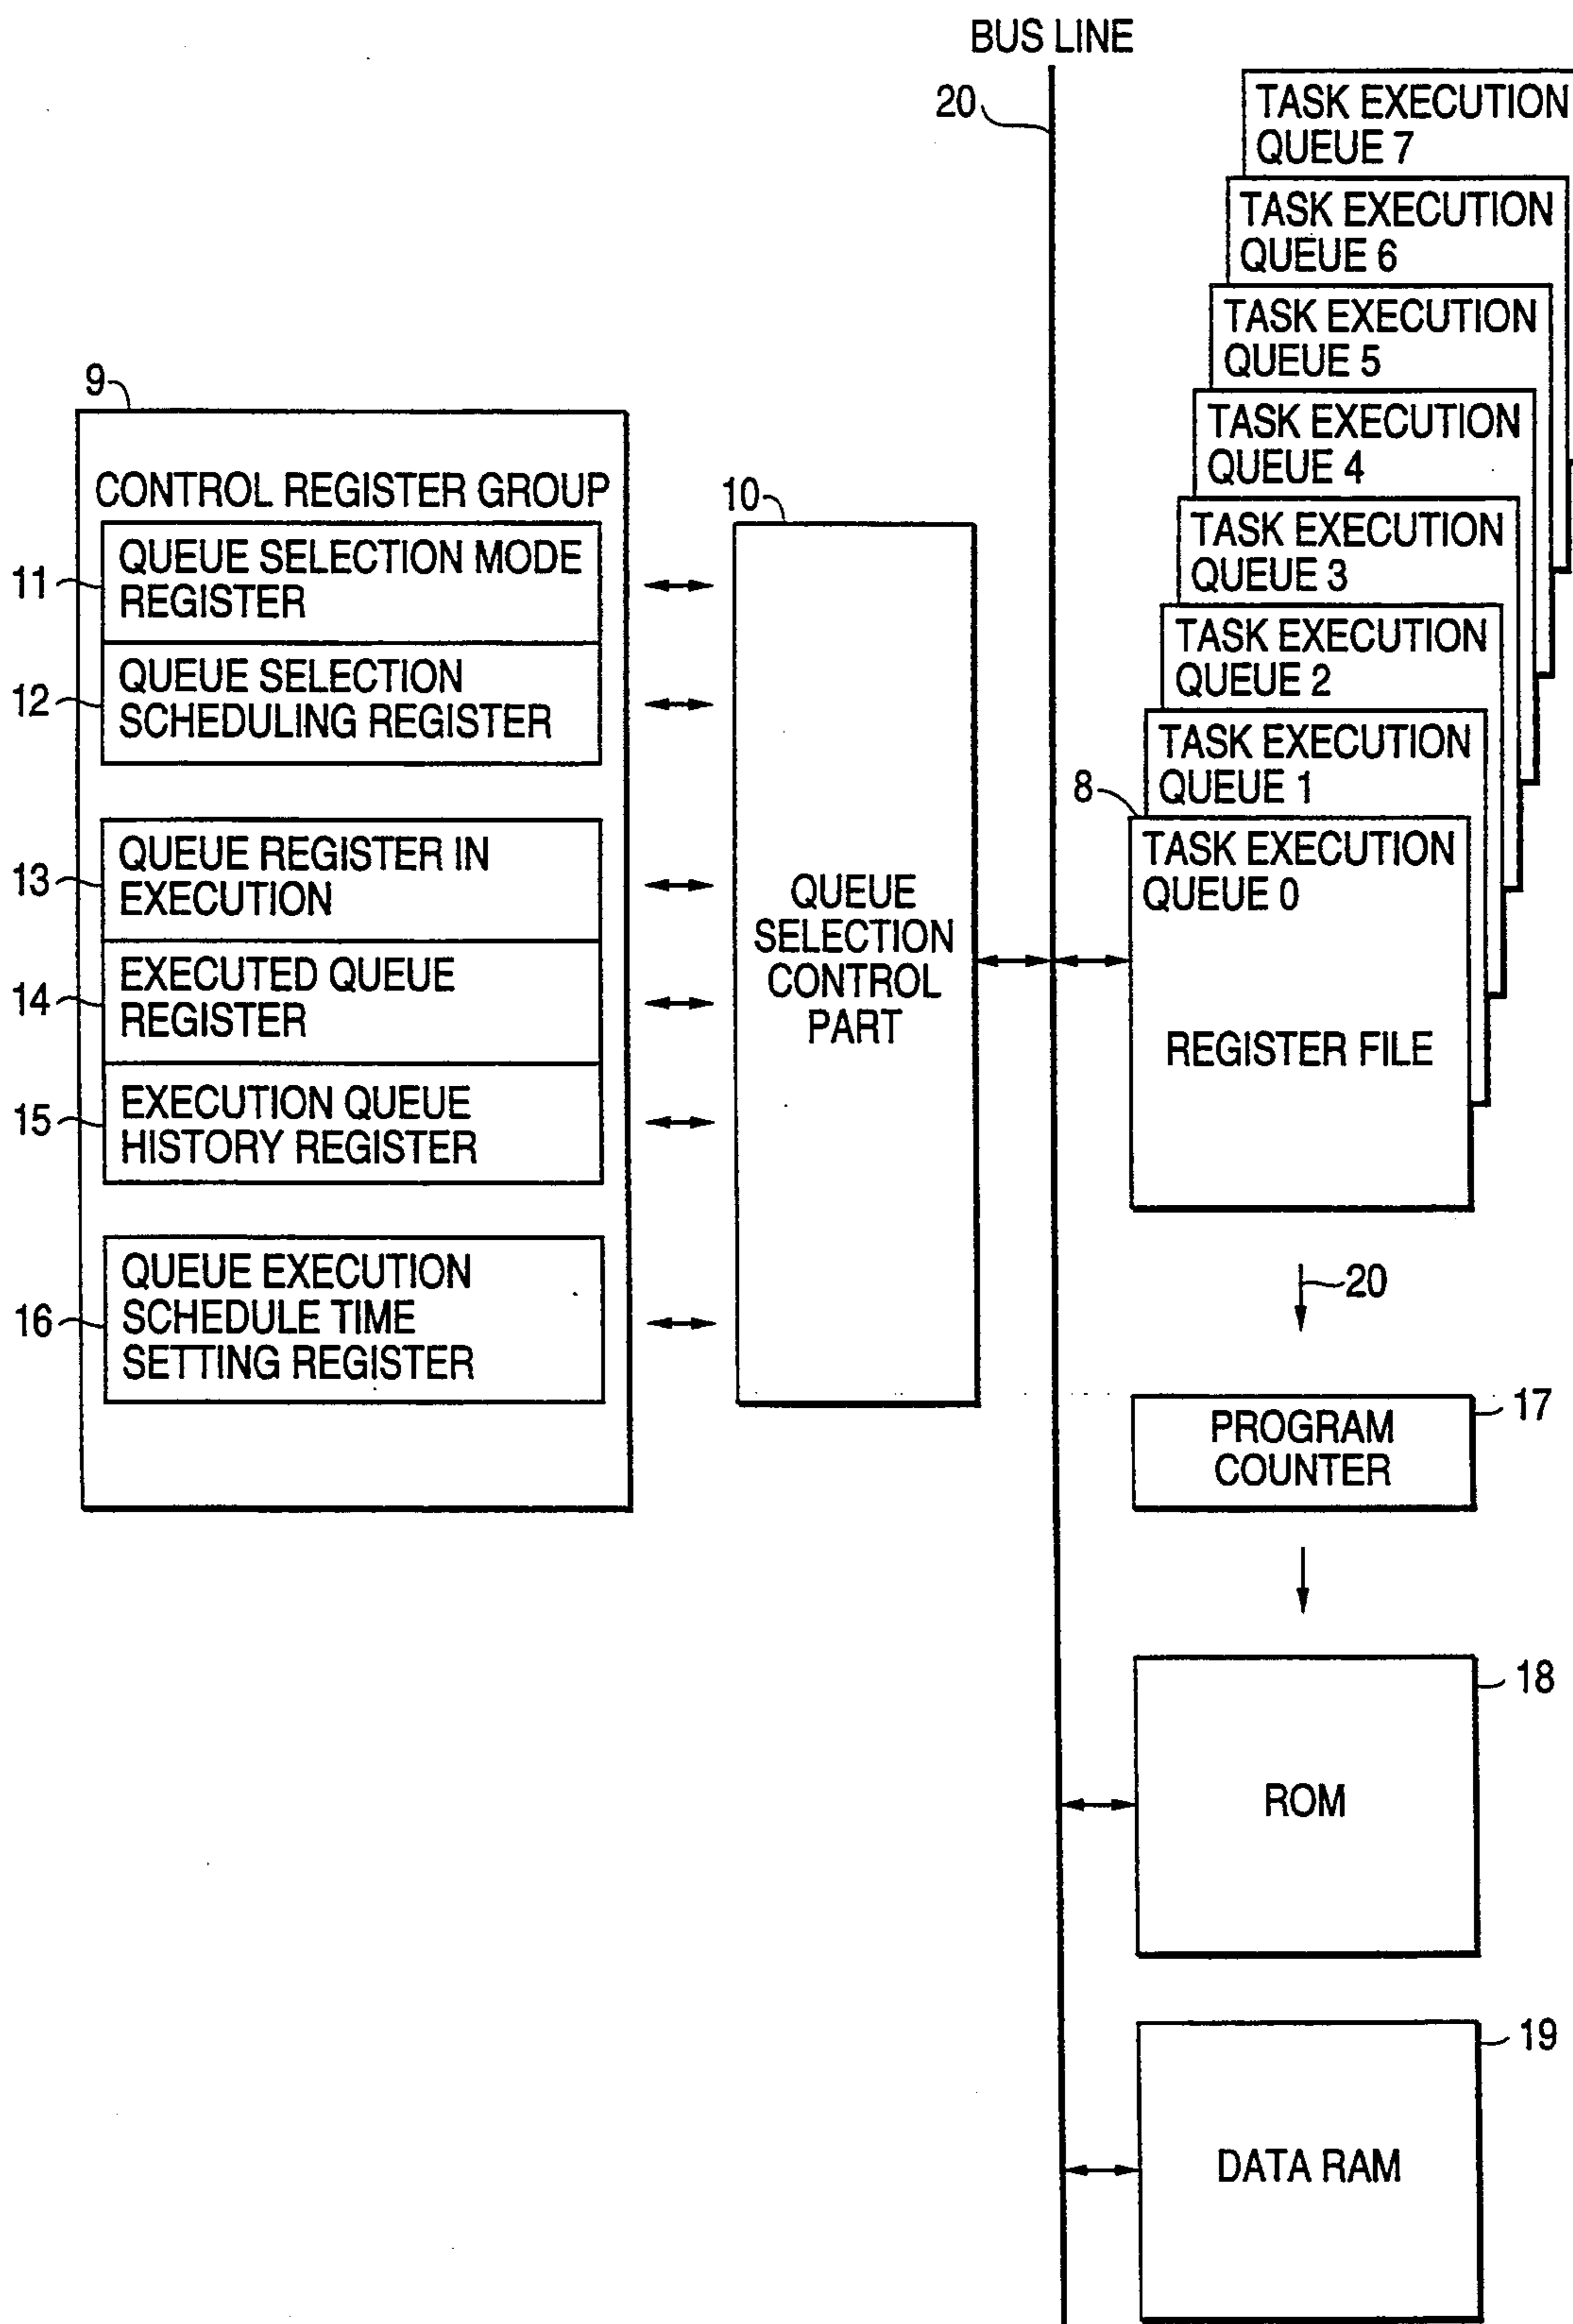 BUS LINE
20
TASK EXECUTION
QUEUE 7
TASK EXECUTION
QUEUE 6
TASK EXECUTION
QUEUE 5
TASK EXECUTION
QUEUE 4
TASK EXECUTION
QUEUE 3
TASK EXECUTION
QUEUE 2
TASK EXECUTION
QUEUE 1
8
TASK EXECUTION
QUEUE 0
REGISTER FILE
9
CONTROL REGISTER GROUP
11
QUEUE SELECTION MODE
REGISTER
12
QUEUE SELECTION
SCHEDULING REGISTER
13
QUEUE REGISTER IN
EXECUTION
14
EXECUTED QUEUE
REGISTER
15
EXECUTION QUEUE
HISTORY REGISTER
16
QUEUE EXECUTION
SCHEDULE TIME
SETTING REGISTER
10
QUEUE
SELECTION
CONTROL
PART
20
17
PROGRAM
COUNTER
18
ROM
19
DATA RAM